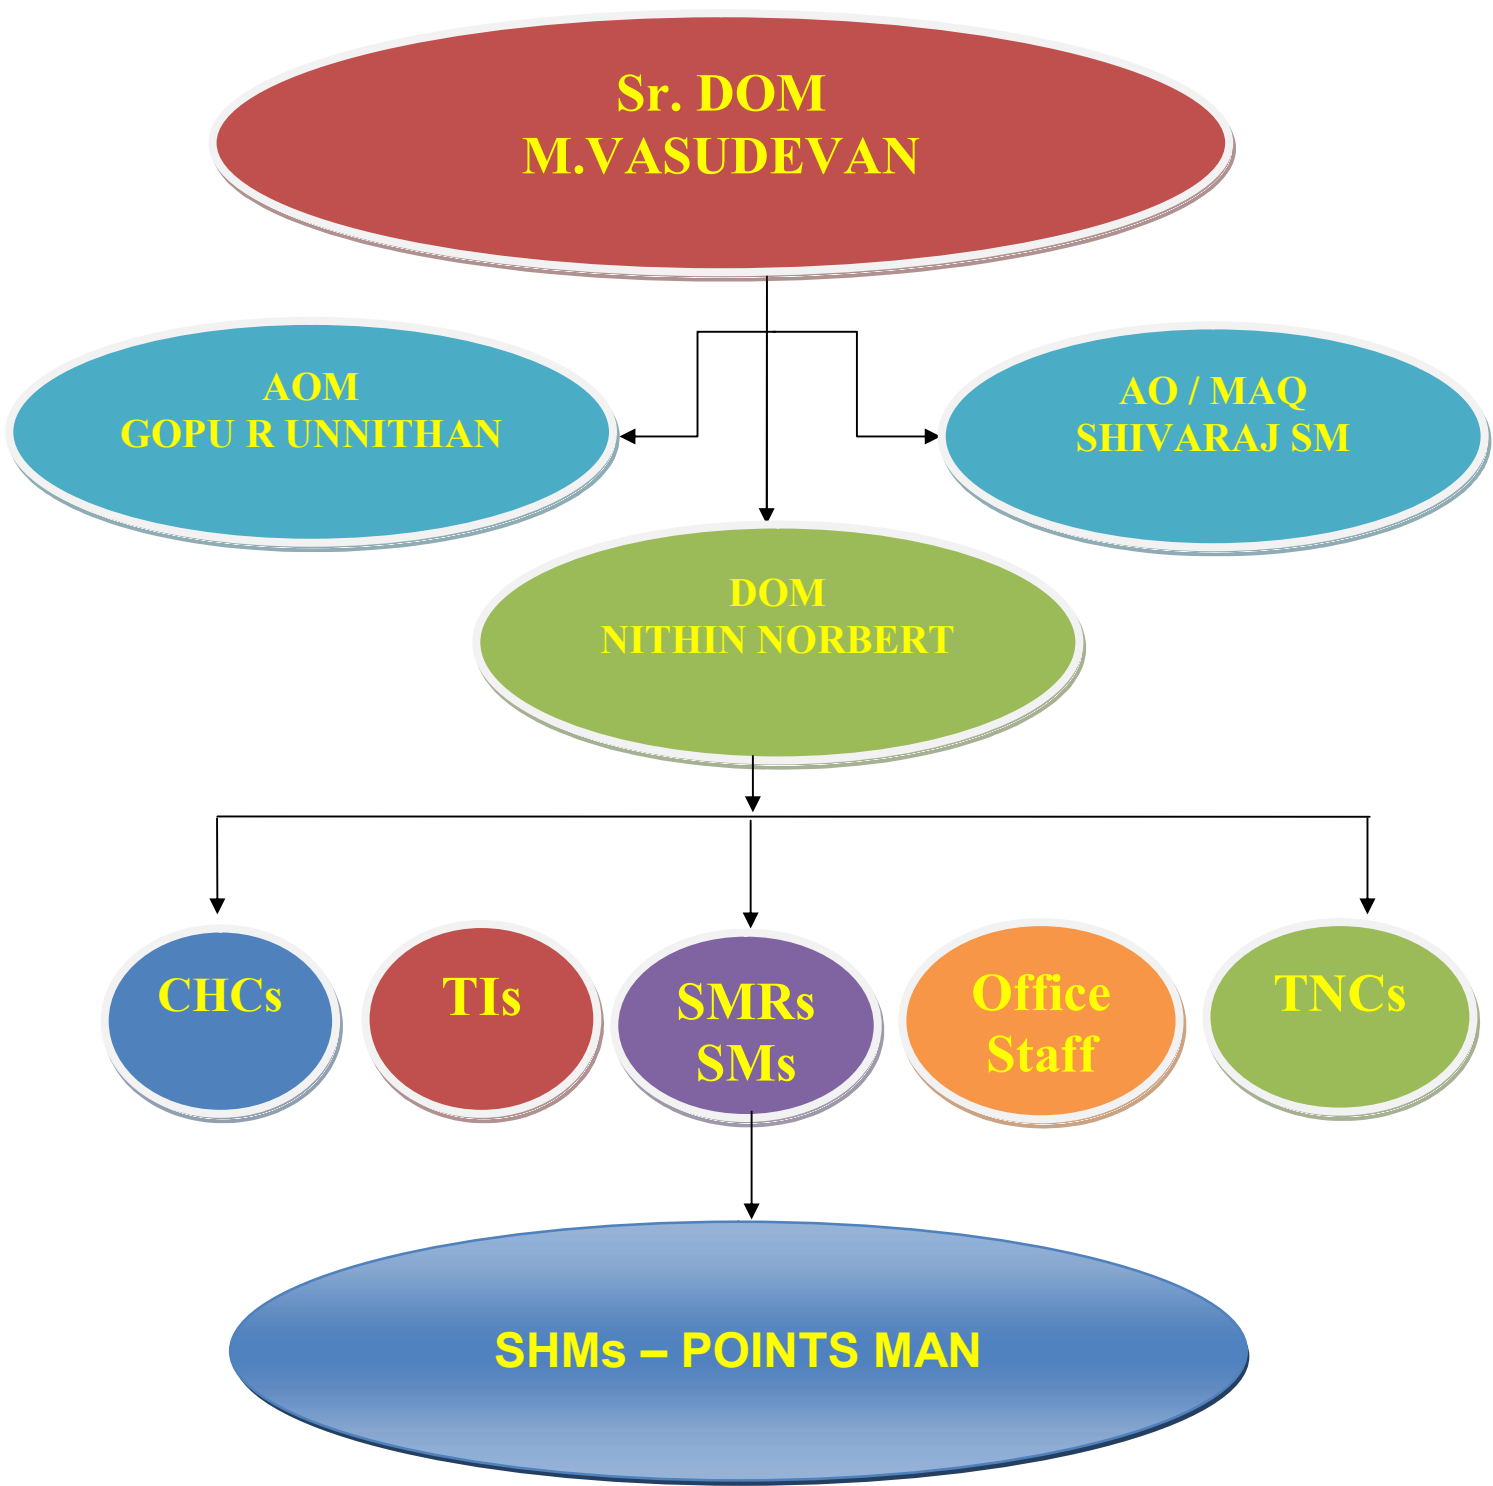 Sr. DOM
M.VASUDEVAN
AOM
GOPU R UNNITHAN
AO / MAQ
SHIVARAJ SM
DOM
NITHIN NORBERT
CHCs
TIs
SMRs
SMs
Office
Staff
TNCs
SHMs – POINTS MAN